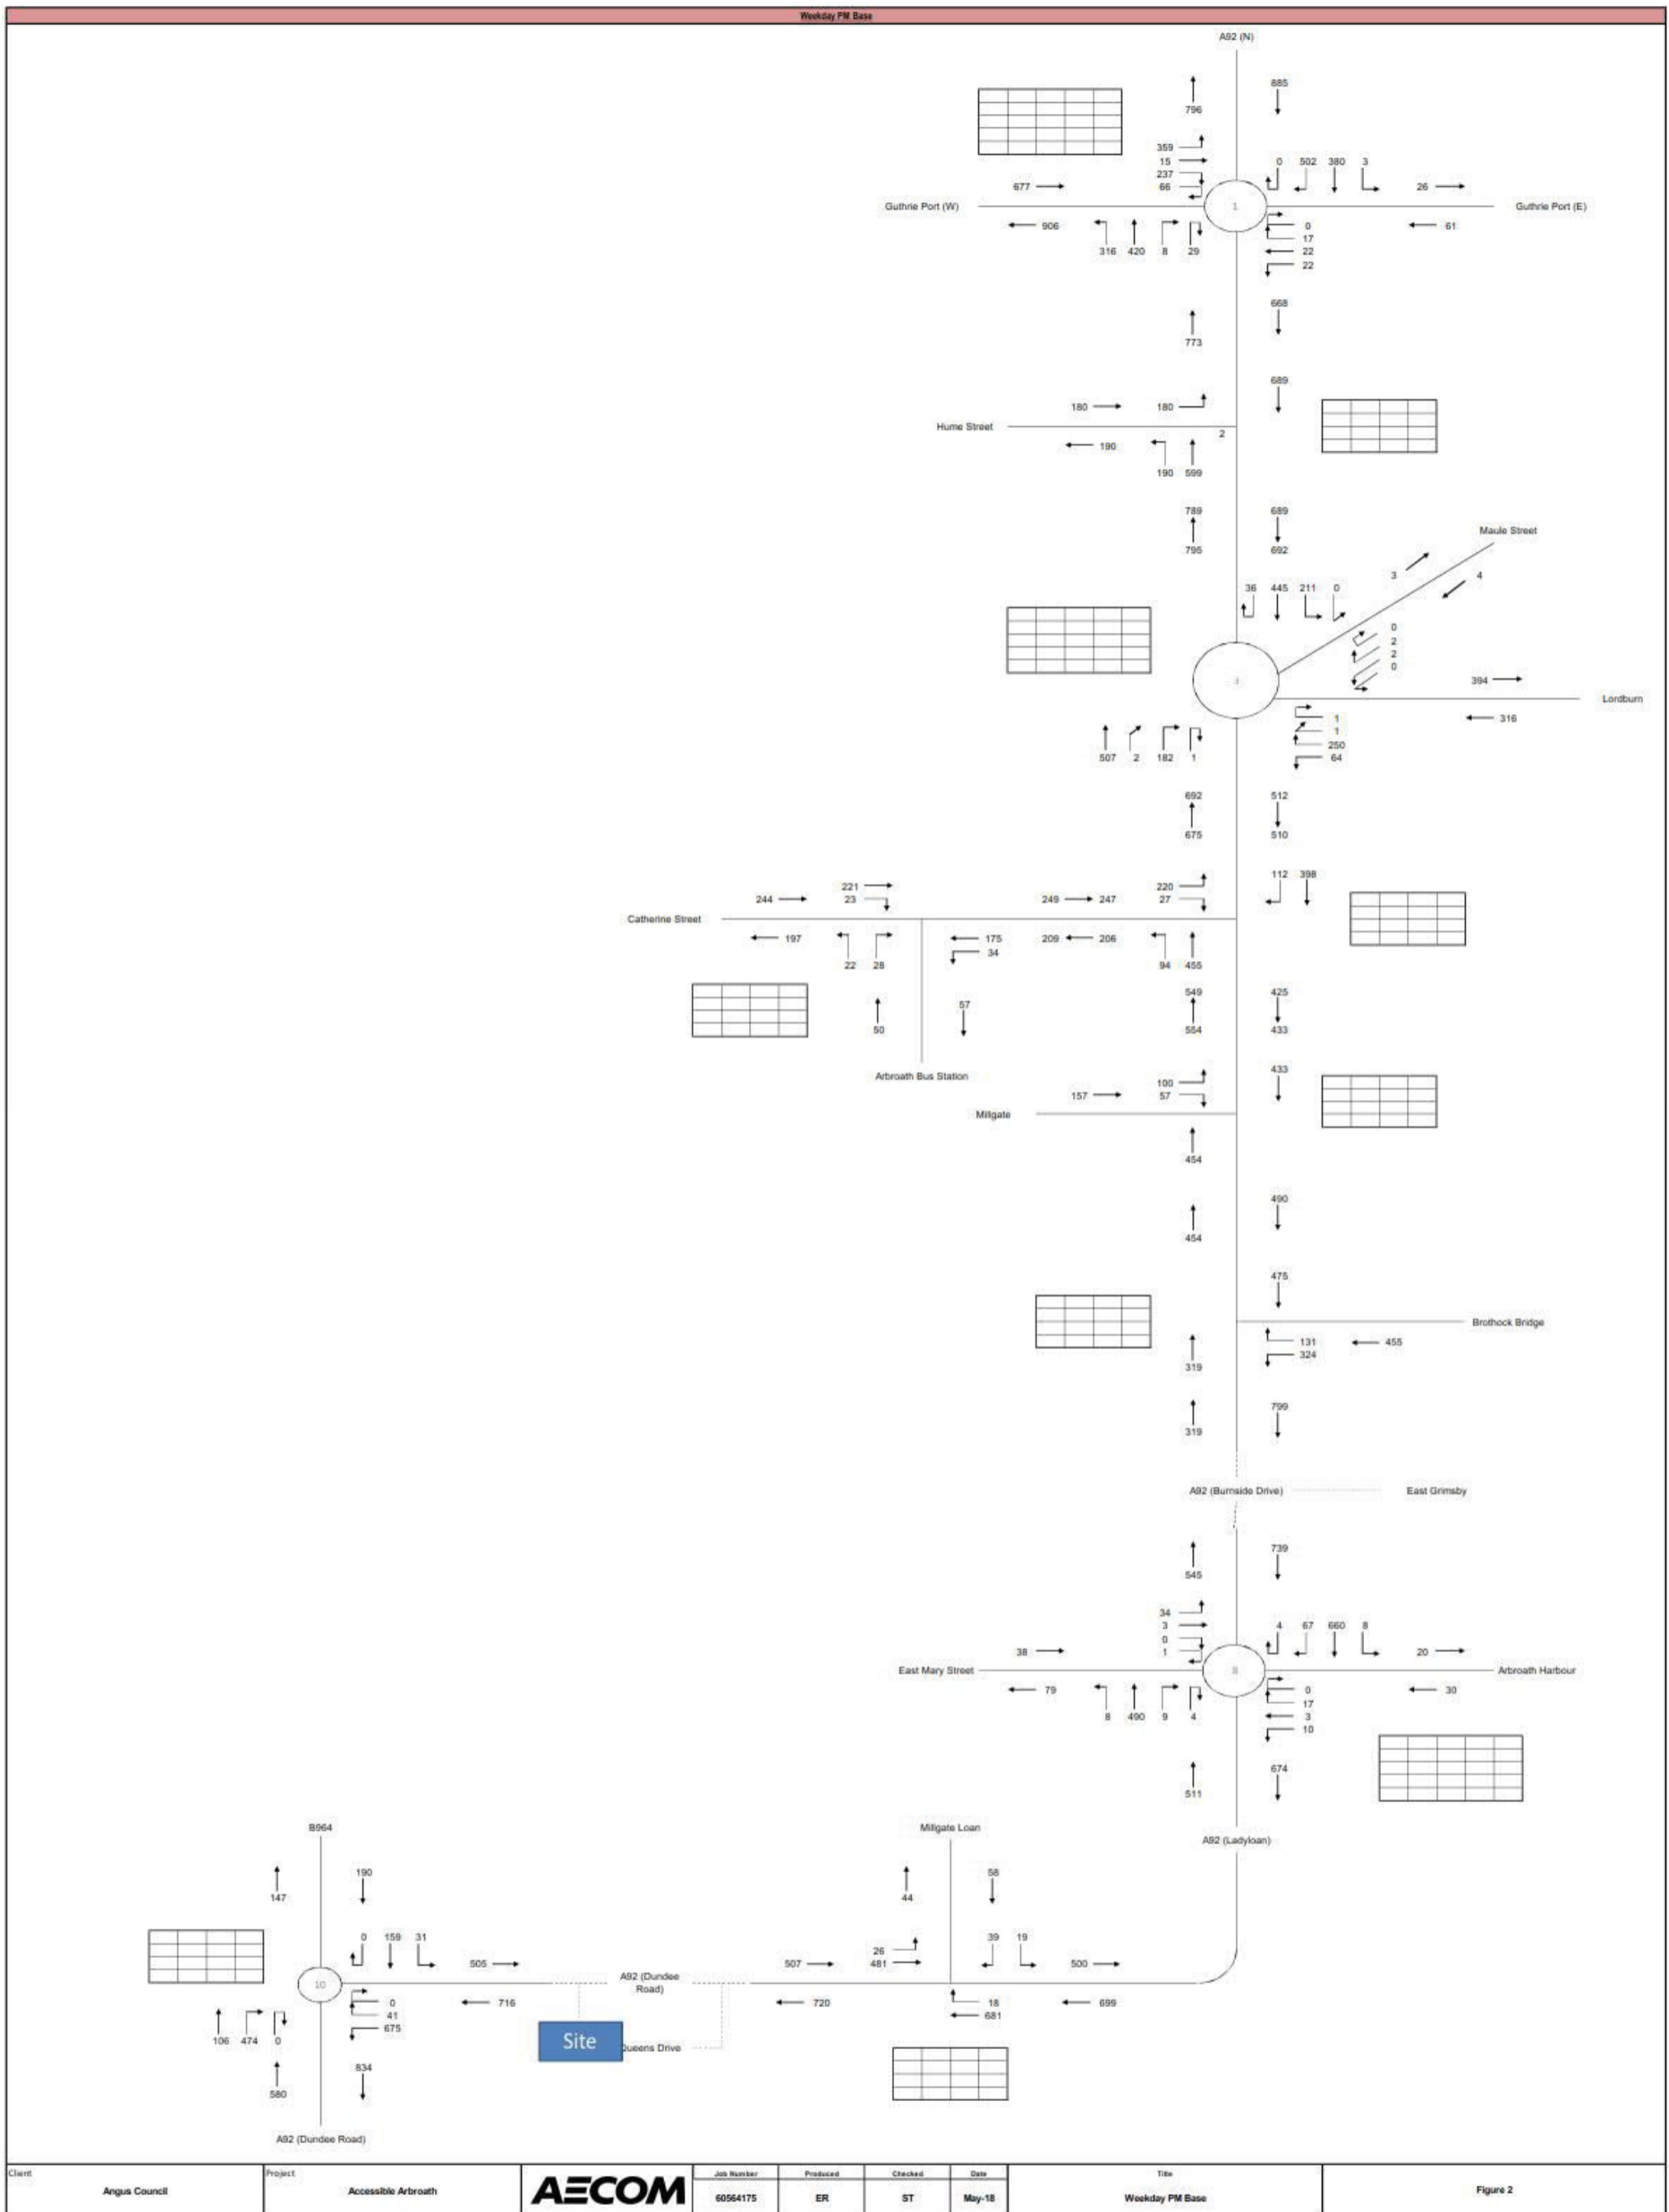 Weekday PM Base
A92 (N)
796
885
359
15
237
66
0 502 380 3
677
26
Guthrie Port (W)
1
Guthrie Port (E)
906
61
316 420 8 29
0
17
22
22
668
773
689
180 180
Hume Street
2
190
190 599
789 689
795 692
Maule Street
3 4
36 445 211 0
0
2
2
0
3
394
Lordburn
316
507 2 182 1
1
1
250
64
692 512
675 510
112 398
221
23
220
27
244
249 247
Catherine Street
197
175
34
209 206
22 28
94 455
549 425
554 433
50
57
Arbroath Bus Station
433
100
57
157
Millgate
454
490
454
475
Brothock Bridge
131
324
455
319
319
799
A92 (Burnside Drive)
East Grimsby
545
739
34
3
0
1
4 67 660 8
38
20
East Mary Street
8
Arbroath Harbour
79
30
8 490 9 4
0
17
3
10
511
674
B964
Millgate Loan
A92 (Ladyloan)
147
190
44
58
0 159 31
26
481
39 19
505
507
500
10
A92 (Dundee
Road)
716
720
18
681
699
0
41
675
106 474 0
Site
Queens Drive
580
834
A92 (Dundee Road)
Client
Angus Council
Project
Accessible Arbroath
AECOM
Job Number
60564175
Produced
ER
Checked
ST
Date
May-18
Title
Weekday PM Base
Figure 2